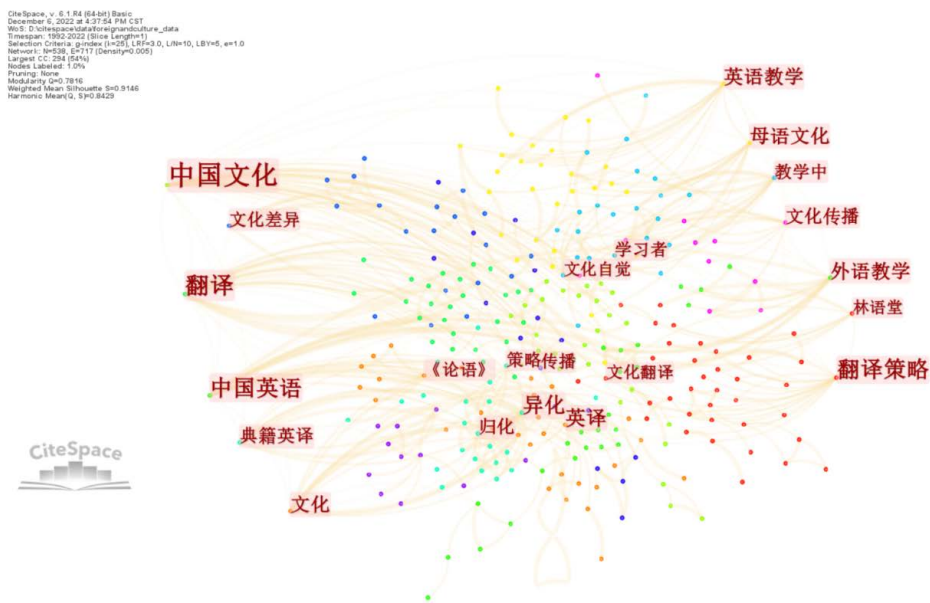 CiteSpace, v. 6.1.R4 (64-bit) Basic
December 6, 2022 at 4:37:54 PM CST
WoS: D:\citespace\data\foreignandculture_data
Timespan: 1992-2022 (Slice Length=1)
Selection Criteria: g-index (k=25), LRF=3.0, L/N=10, LBY=5, e=1.0
Network: N=538, E=717 (Density=0.005)
Largest CC: 294 (54%)
Nodes Labeled: 1.0%
Pruning: None
Modularity Q=0.7816
Weighted Mean Silhouette S=0.9146
Harmonic Mean(Q, S)=0.8429
英语教学
母语文化
中国文化
教学中
文化差异
文化传播
学习者
文化自觉
外语教学
翻译
林语堂
策略传播
《论语》
文化翻译
翻译策略
中国英语
异化
英译
归化
典籍英译
CiteSpace
文化